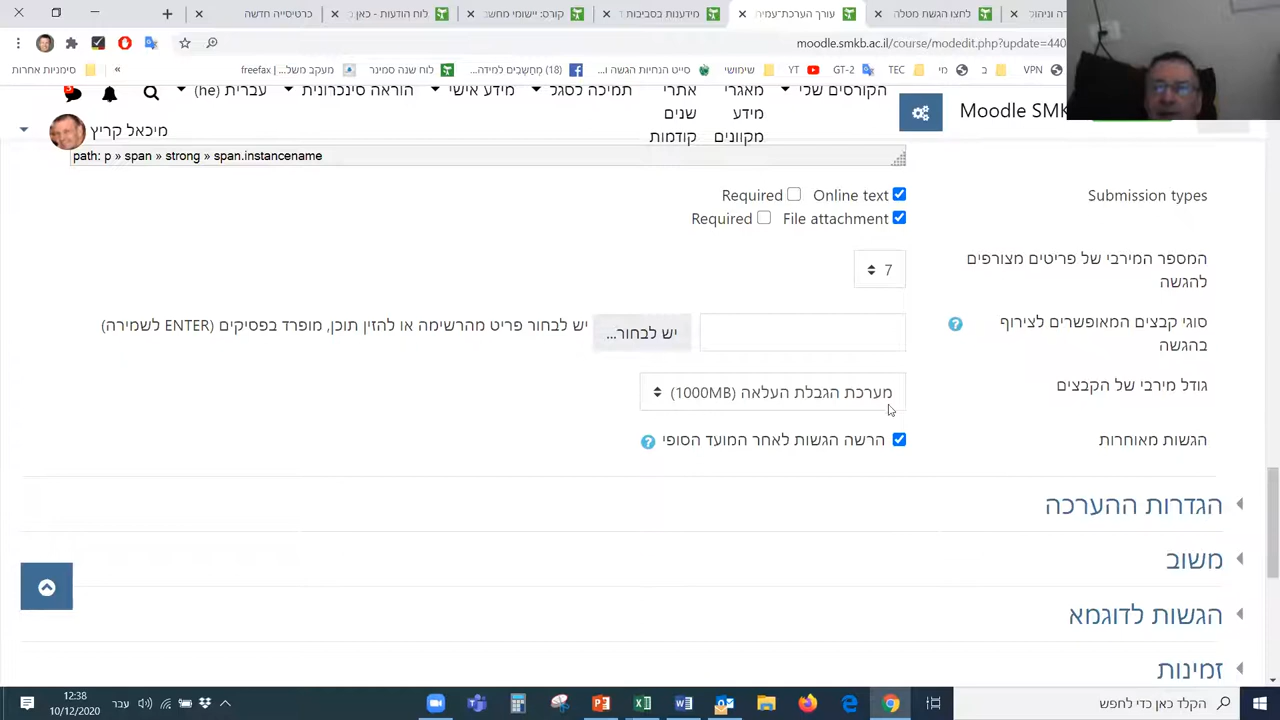 כרטיסייה חדשה
לוח הודעות - כאן נ
קורס: יישומי מחשב
מידענות בסביבות ד
עורך הערכת־עמית
לחצו הגשת מטלה
moodle.smkb.ac.il/course/modedit.php?update=440
סימניות אחרות
freefax | מעקב משל...
לוח שנה סמינר
(18) מְחַשְּׁבִים לַמִּידָה...
סייט הנחיות הגשה ו...
שימושי
YT
GT-2
TEC
מי
ב
VPN
עברית (he)
הוראה סינכרונית
מידע אישי
תמיכה לסגל
אתרי שנים קודמות
מאגרי מידע מקוונים
הקורסים שלי
Moodle SMK
מיכאל קריץ
path: p » span » strong » span.instancename
Submission types
Online text Required
File attachment Required
המספר המירבי של פריטים מצורפים להגשה
7
סוגי קבצים המאופשרים לצירוף בהגשה
יש לבחור...
יש לבחור פריט מהרשימה או להזין תוכן, מופרד בפסיקים (ENTER לשמירה)
גודל מירבי של הקבצים
מערכת הגבלת העלאה (1000MB)
הגשות מאוחרות
הרשה הגשות לאחר המועד הסופי
הגדרות ההערכה
משוב
הגשות לדוגמא
זמינות
הקלד כאן כדי לחפש
עבר
12:38
10/12/2020